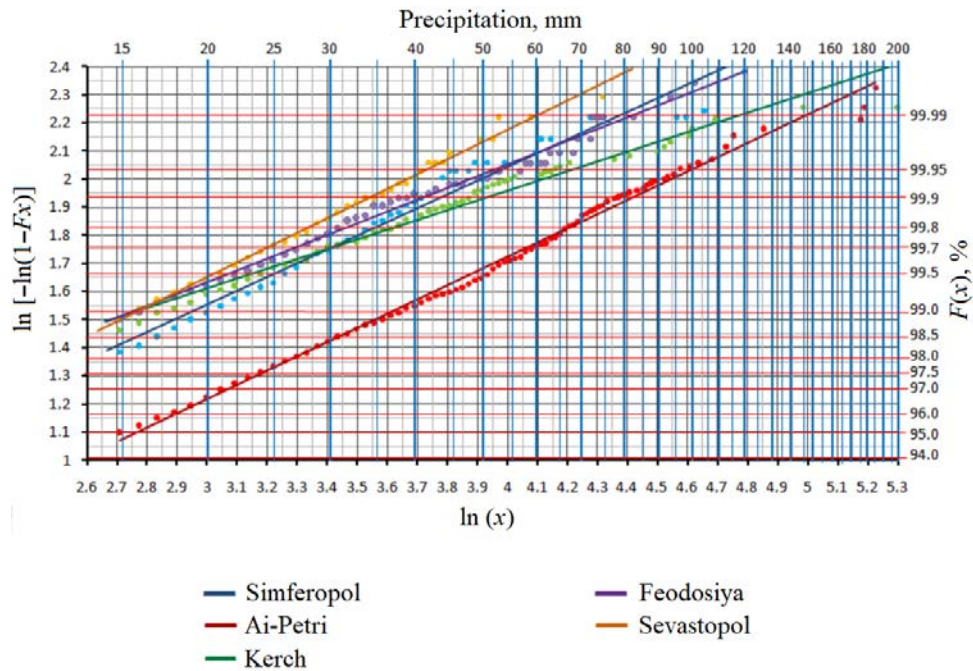 Precipitation, mm
15 20 25 30 40 50 60 70 80 90 100 120 140 160 180 200
2.4
2.3
2.2
2.1
2
1.9
1.8
1.7
1.6
1.5
1.4
1.3
1.2
1.1
1
ln [−ln(1−Fx)]
99.99
99.95
99.9
99.8
99.7
99.5
99.0
98.5
98.0
97.5
97.0
96.0
95.0
94.0
F(x), %
2.6 2.7 2.8 2.9 3 3.1 3.2 3.3 3.4 3.5 3.6 3.7 3.8 3.9 4 4.1 4.2 4.3 4.4 4.5 4.6 4.7 4.8 4.9 5 5.1 5.2 5.3
ln (x)
Simferopol
Ai-Petri
Kerch
Feodosiya
Sevastopol